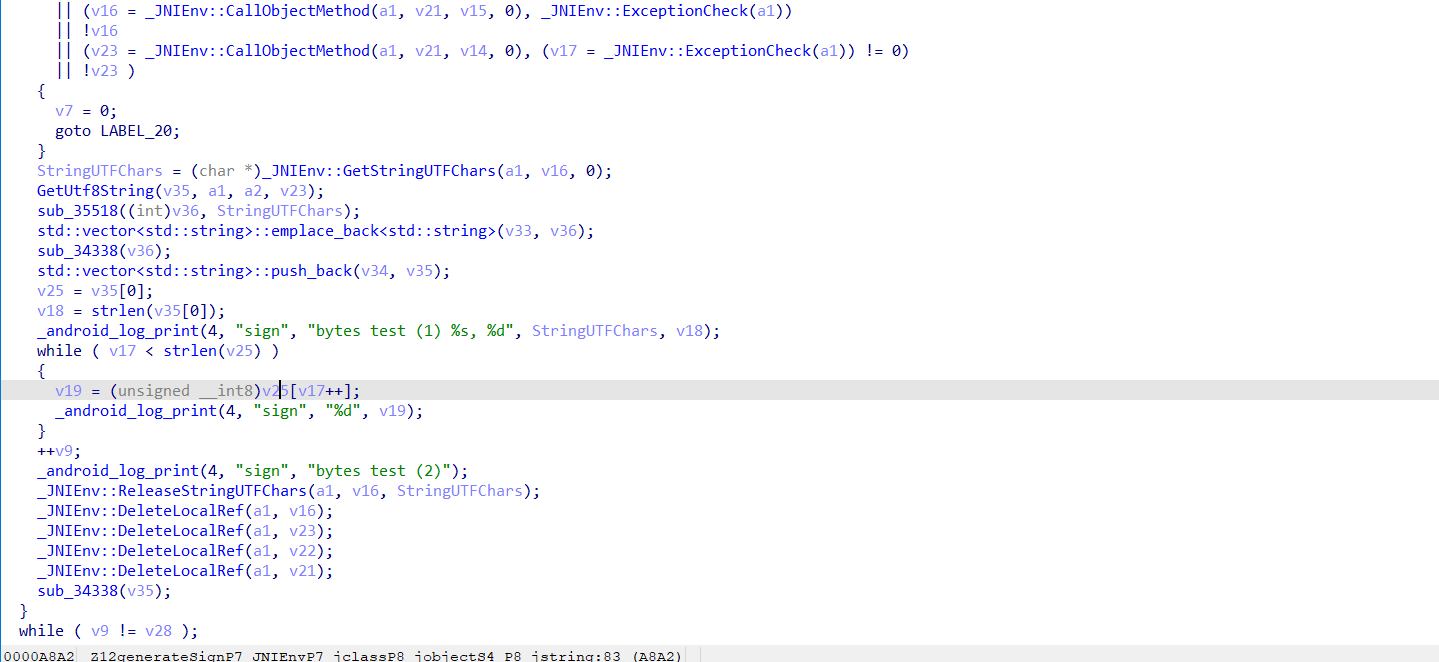 || (v16 = _JNIEnv::CallObjectMethod(a1, v21, v15, 0), _JNIEnv::ExceptionCheck(a1))
|| !v16
|| (v23 = _JNIEnv::CallObjectMethod(a1, v21, v14, 0), (v17 = _JNIEnv::ExceptionCheck(a1)) != 0)
|| !v23 )
{
v7 = 0;
goto LABEL_20;
}
StringUTFChars = (char *)_JNIEnv::GetStringUTFChars(a1, v16, 0);
GetUtf8String(v35, a1, a2, v23);
sub_35518((int)v36, StringUTFChars);
std::vector<std::string>::emplace_back<std::string>(v33, v36);
sub_34338(v36);
std::vector<std::string>::push_back(v34, v35);
v25 = v35[0];
v18 = strlen(v35[0]);
_android_log_print(4, "sign", "bytes test (1) %s, %d", StringUTFChars, v18);
while ( v17 < strlen(v25) )
{
v19 = (unsigned __int8)v25[v17++];
_android_log_print(4, "sign", "%d", v19);
}
++v9;
_android_log_print(4, "sign", "bytes test (2)");
_JNIEnv::ReleaseStringUTFChars(a1, v16, StringUTFChars);
_JNIEnv::DeleteLocalRef(a1, v16);
_JNIEnv::DeleteLocalRef(a1, v23);
_JNIEnv::DeleteLocalRef(a1, v22);
_JNIEnv::DeleteLocalRef(a1, v21);
sub_34338(v35);
}
while ( v9 != v28 );
0000A8A2 Z12generateSignP7_JNIEnvP7_jclassP8_jobjectS4_P8_jstring:83 (A8A2)